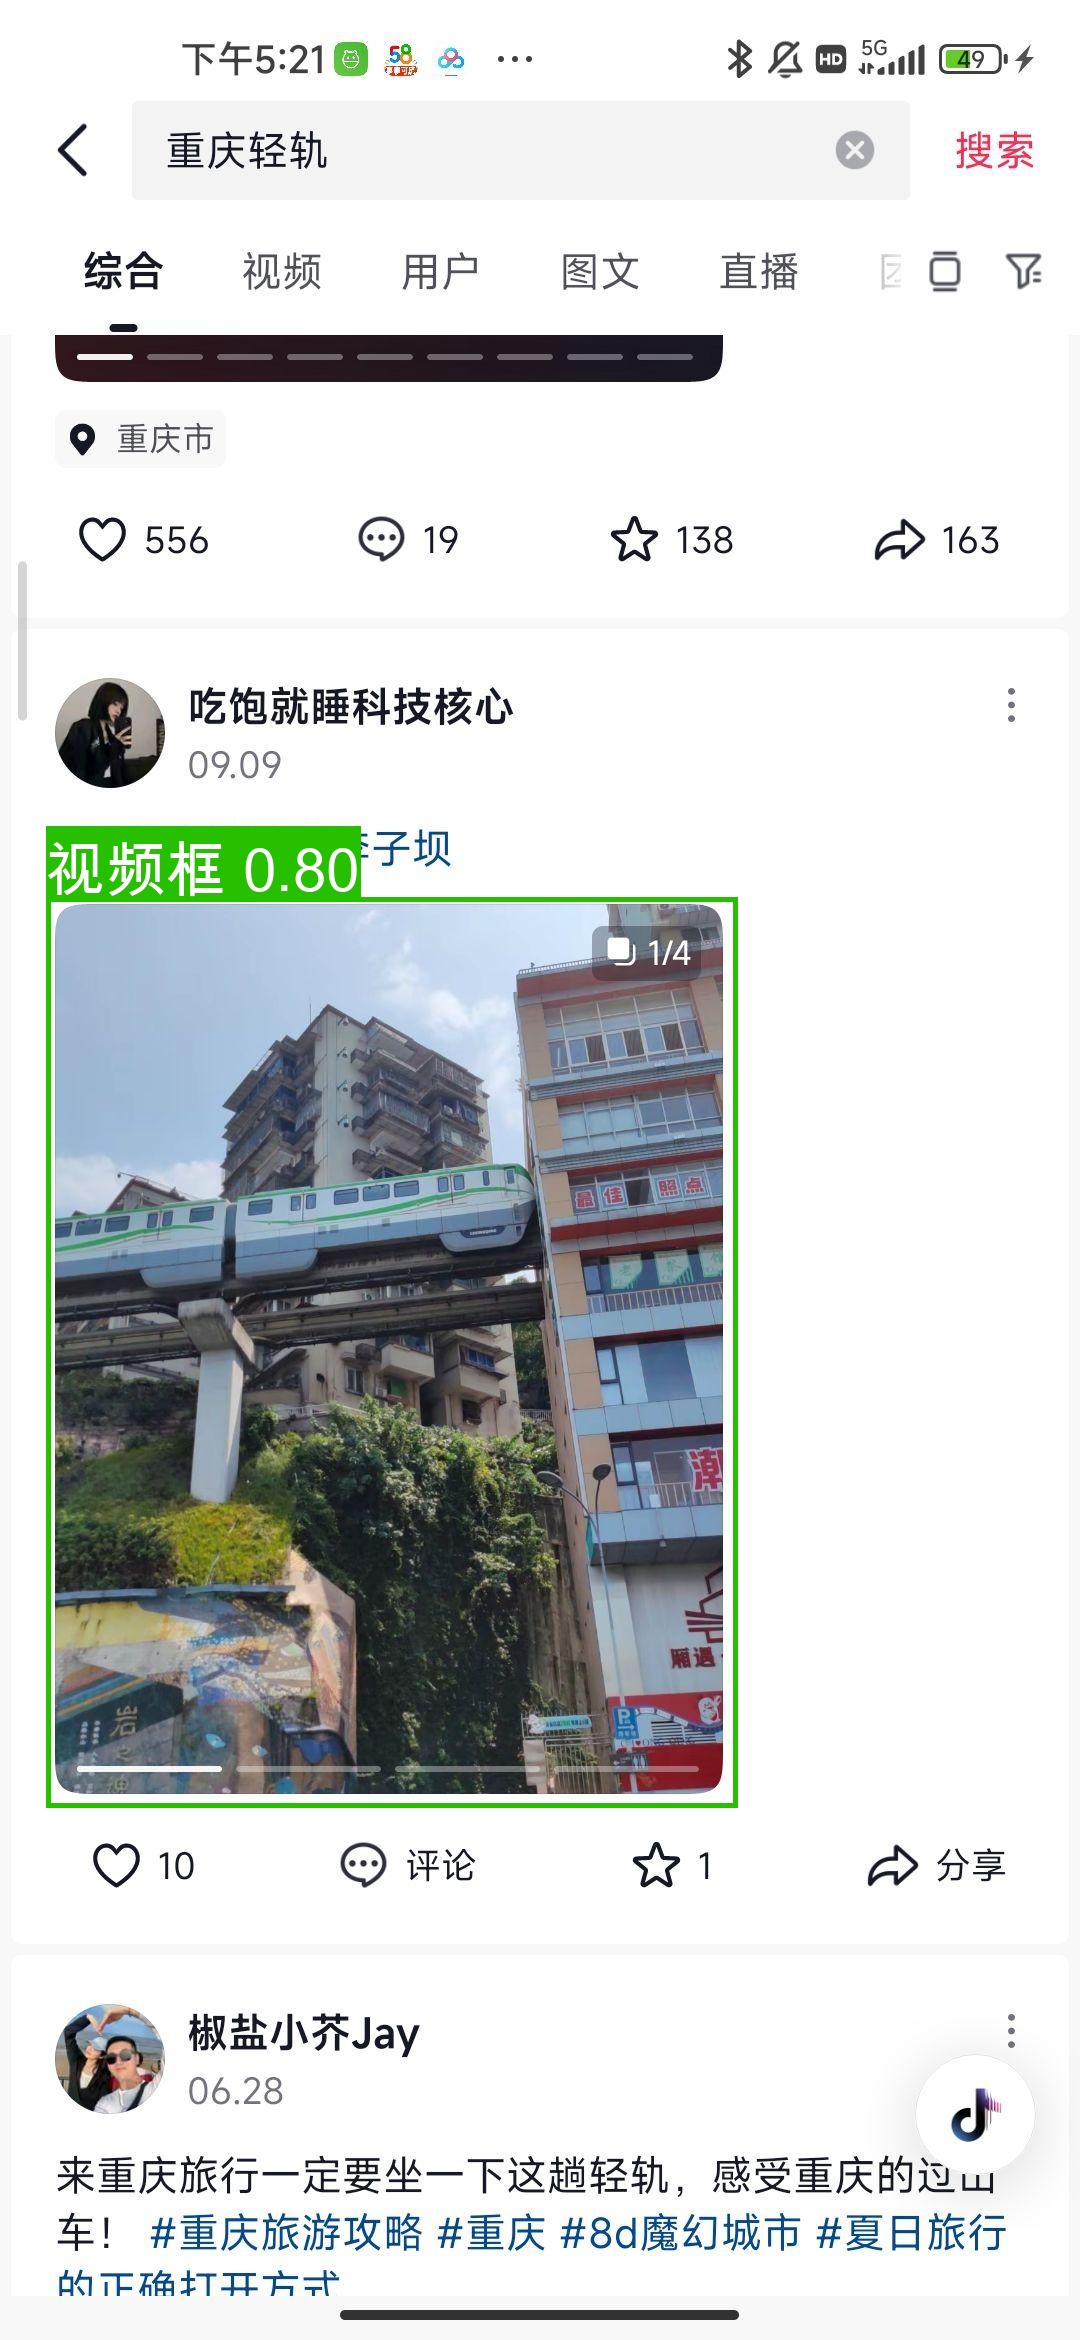 下午5:21
58
HD
5G
49
重庆轻轨
搜索
综合
视频
用户
图文
直播
重庆市
556
19
138
163
吃饱就睡科技核心
09.09
子坝
视频框 0.80
1/4
最佳
照点
潮
厢遇
P
10
评论
1
分享
椒盐小芥Jay
06.28
来重庆旅行一定要坐一下这趟轻轨，感受重庆的过山
车！ #重庆旅游攻略 #重庆 #8d魔幻城市 #夏日旅行
的正确打开方式